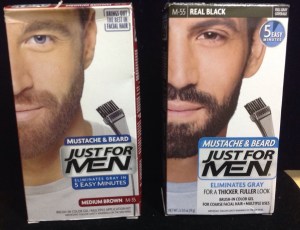 BRINGS OUT
THE BEST IN
FACIAL HAIR
MUSTACHE & BEARD
JUST FOR
MEN
ELIMINATES GRAY IN
5 EASY MINUTES
MEDIUM BROWN M-35
M-55 REAL BLACK
5 EASY
MINUTES
MUSTACHE & BEARD
JUST FOR
MEN
ELIMINATES GRAY
FOR A THICKER, FULLER LOOK
BRUSH-IN COLOR GEL
FOR COARSE FACIAL HAIR • MULTIPLE USES